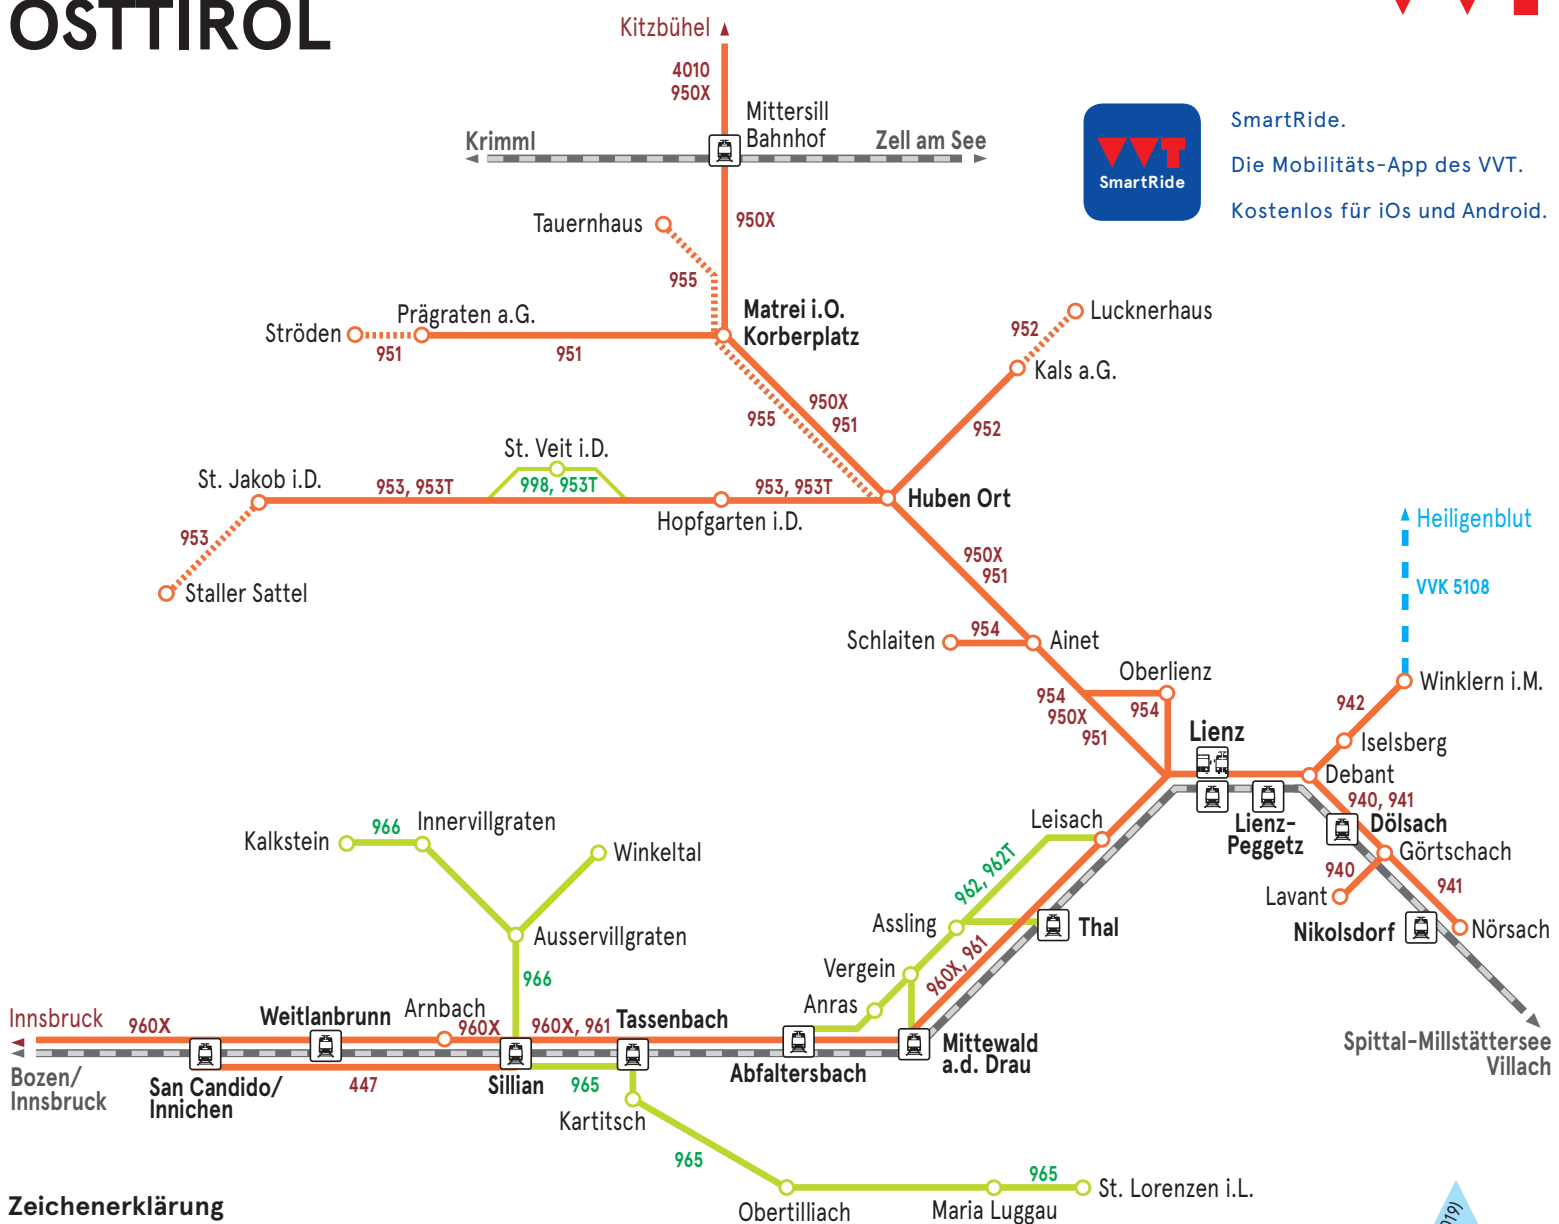 OSTTIROL
Kitzbühel
4010
950X
Mittersill
Bahnhof
Krimml
Zell am See
VVT
SmartRide
SmartRide.
Die Mobilitäts-App des VVT.
Kostenlos für iOs und Android.
Tauernhaus
950X
955
Matrei i.O.
Korberplatz
Prägraten a.G.
Ströden
951
951
Lucknerhaus
952
Kals a.G.
952
950X
951
955
St. Veit i.D.
998, 953T
St. Jakob i.D.
953, 953T
953, 953T
Hopfgarten i.D.
Huben Ort
953
Staller Sattel
950X
951
Heiligenblut
VVK 5108
Schlaiten
954
Ainet
Oberlienz
954
954
950X
951
Winklern i.M.
942
Iselsberg
Lienz
Debant
940, 941
Lienz-
Peggetz
Dölsach
Görtschach
940
941
Lavant
Nikolsdorf
Nörsach
Leisach
962, 962T
Kalkstein
966
Innervillgraten
Winkeltal
Ausservillgraten
966
Assling
Thal
Vergein
960X, 961
Anras
Innsbruck
960X
Weitlanbrunn
Arnbach
960X
960X, 961
Tassenbach
Mittewald
a.d. Drau
Spittal-Millstättersee
Villach
Bozen/
Innsbruck
San Candido/
Innichen
447
Sillian
965
Abfaltersbach
Kartitsch
965
965
St. Lorenzen i.L.
Obertilliach
Maria Luggau
Zeichenerklärung